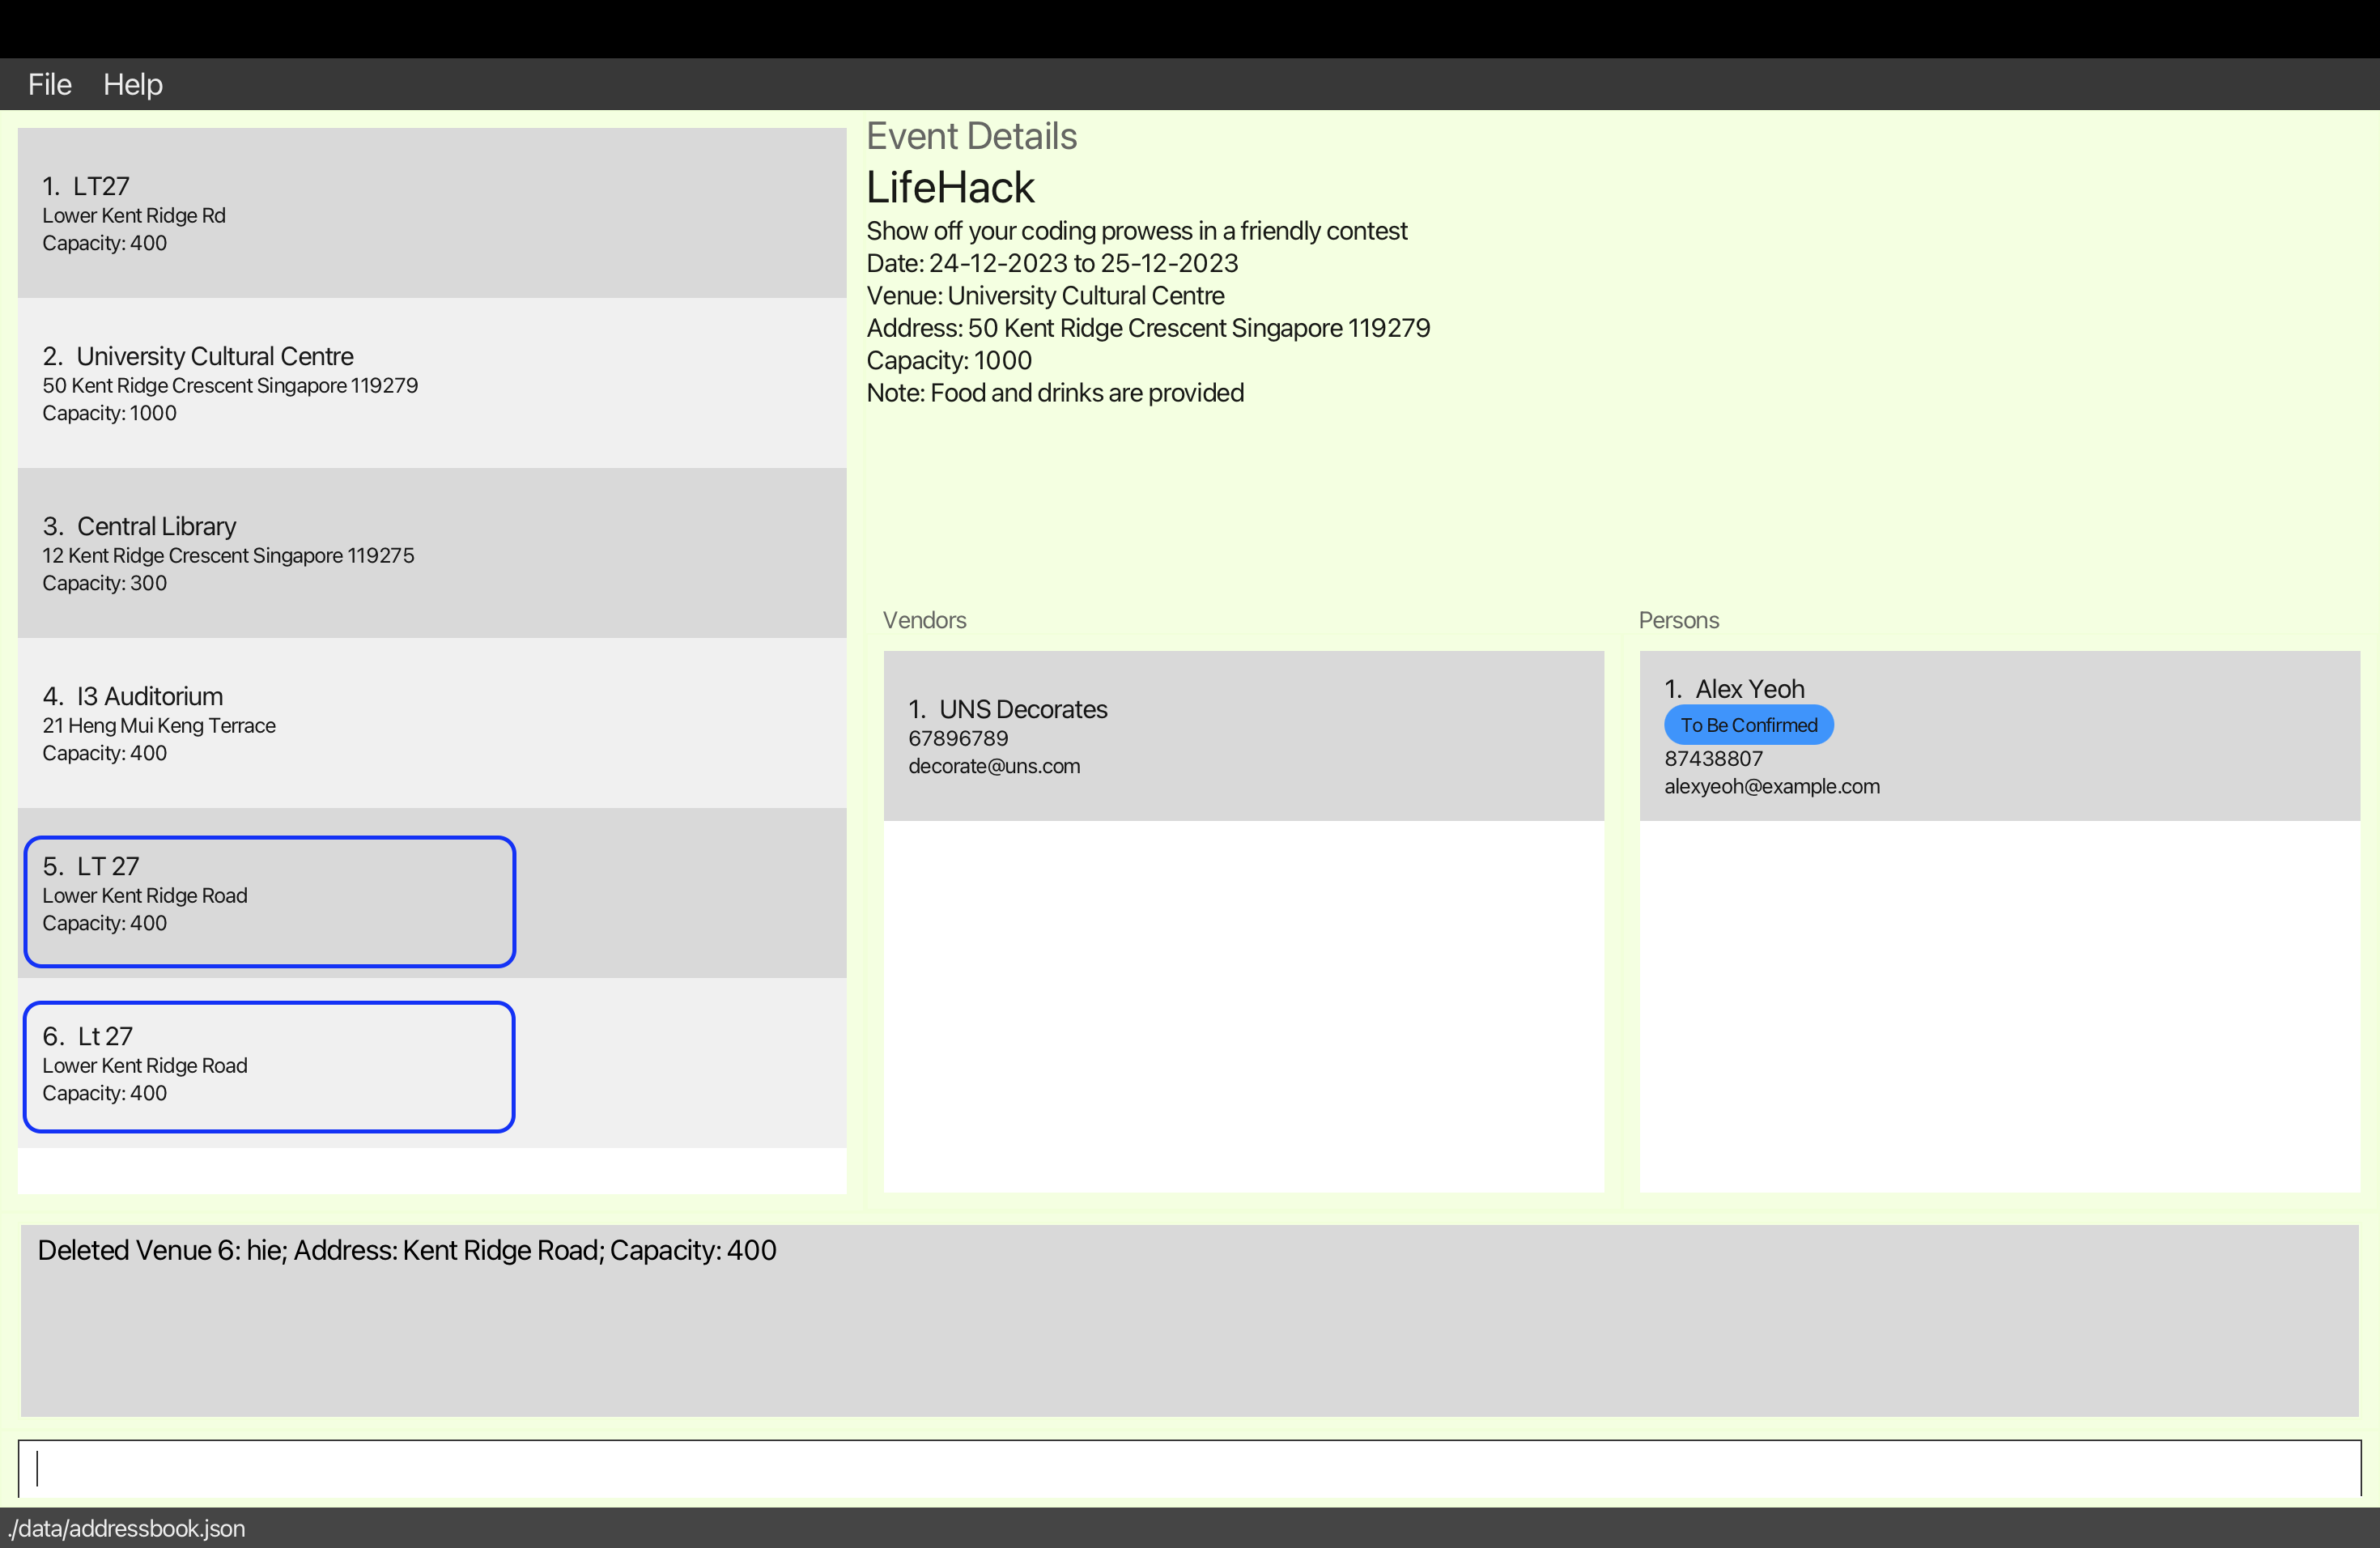 File Help
1. LT27
Lower Kent Ridge Rd
Capacity: 400
2. University Cultural Centre
50 Kent Ridge Crescent Singapore 119279
Capacity: 1000
3. Central Library
12 Kent Ridge Crescent Singapore 119275
Capacity: 300
4. I3 Auditorium
21 Heng Mui Keng Terrace
Capacity: 400
5. LT 27
Lower Kent Ridge Road
Capacity: 400
6. Lt 27
Lower Kent Ridge Road
Capacity: 400
Event Details
LifeHack
Show off your coding prowess in a friendly contest
Date: 24-12-2023 to 25-12-2023
Venue: University Cultural Centre
Address: 50 Kent Ridge Crescent Singapore 119279
Capacity: 1000
Note: Food and drinks are provided
Vendors
1. UNS Decorates
67896789
decorate@uns.com
Persons
1. Alex Yeoh
To Be Confirmed
87438807
alexyeoh@example.com
Deleted Venue 6: hie; Address: Kent Ridge Road; Capacity: 400
./data/addressbook.json